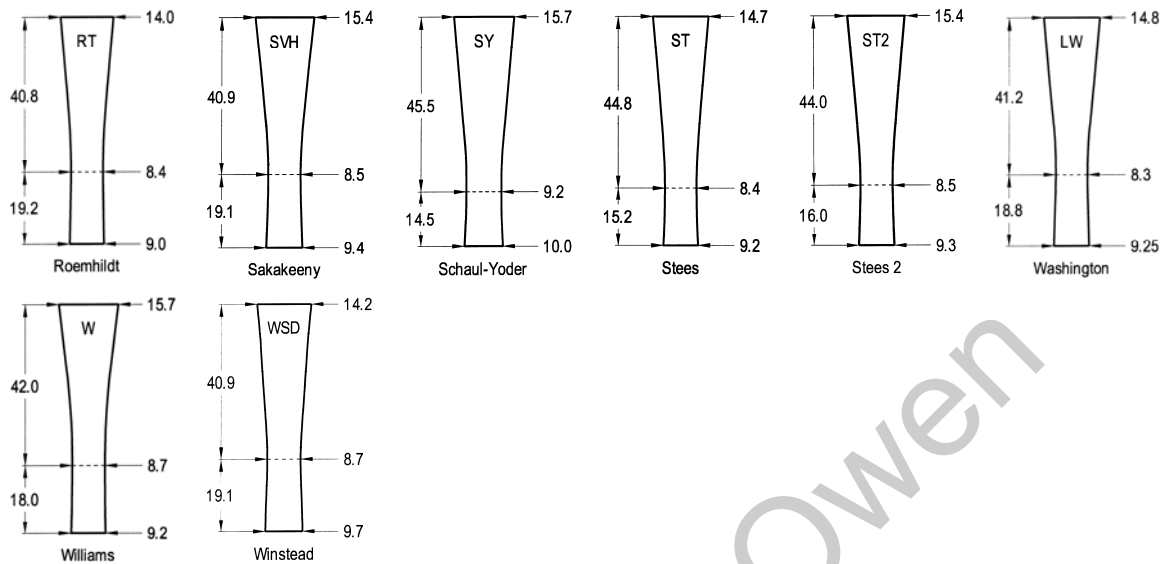 14.0
RT
40.8
8.4
19.2
9.0
Roemhildt
15.4
SVH
40.9
8.5
19.1
9.4
Sakakeeny
15.7
SY
45.5
9.2
14.5
10.0
Schaul-Yoder
14.7
ST
44.8
8.4
15.2
9.2
Stees
15.4
ST2
44.0
8.5
16.0
9.3
Stees 2
14.8
LW
41.2
8.3
18.8
9.25
Washington
15.7
W
42.0
8.7
18.0
9.2
Williams
14.2
WSD
40.9
8.7
19.1
9.7
Winstead
Owen